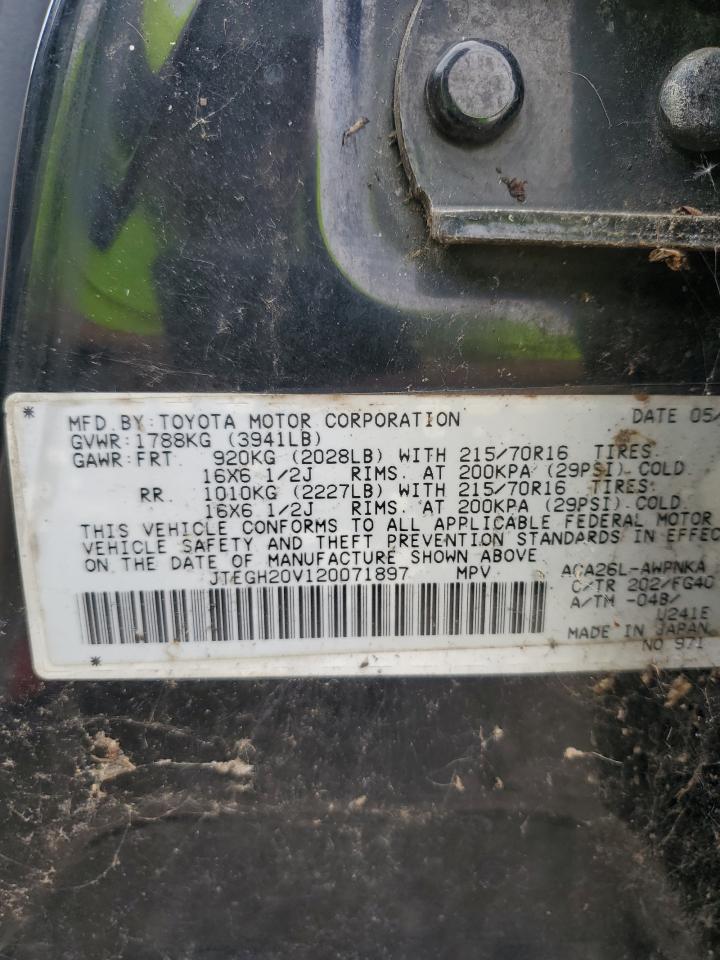 * MFD. BY: TOYOTA MOTOR CORPORATION DATE 05/
GVWR: 1788KG (3941LB)
GAWR: FRT 920KG (2028LB) WITH 215/70R16 TIRES.
16X6 1/2J RIMS. AT 200KPA (29PSI) COLD
RR. 1010KG (2227LB) WITH 215/70R16 TIRES.
16X6 1/2J RIMS. AT 200KPA (29PSI) COLD
THIS VEHICLE CONFORMS TO ALL APPLICABLE FEDERAL MOTOR
VEHICLE SAFETY AND THEFT PREVENTION STANDARDS IN EFFEC
ON THE DATE OF MANUFACTURE SHOWN ABOVE
JTEGH20V120071897 MPV ACA26L-AWPNKA
C/TR 202/FG40
A/TM -04B/
U241E
MADE IN JAPAN
* NO 971